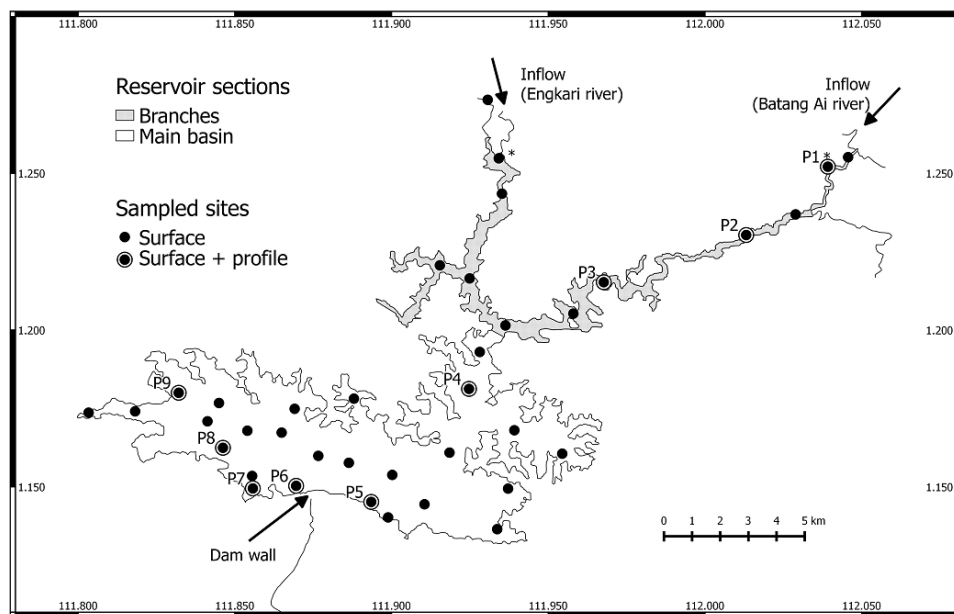 111.800 111.850 111.900 111.950 112.000 112.050
Inflow
(Engkari river)
Inflow
(Batang Ai river)
Reservoir sections
Branches
Main basin
*
P1 *
1.250 1.250
Sampled sites
Surface
Surface + profile
P2
P3
1.200 1.200
P4
P9
P8
P7 P6 P5
1.150 1.150
0 1 2 3 4 5 km
Dam wall
111.800 111.850 111.900 111.950 112.000 112.050